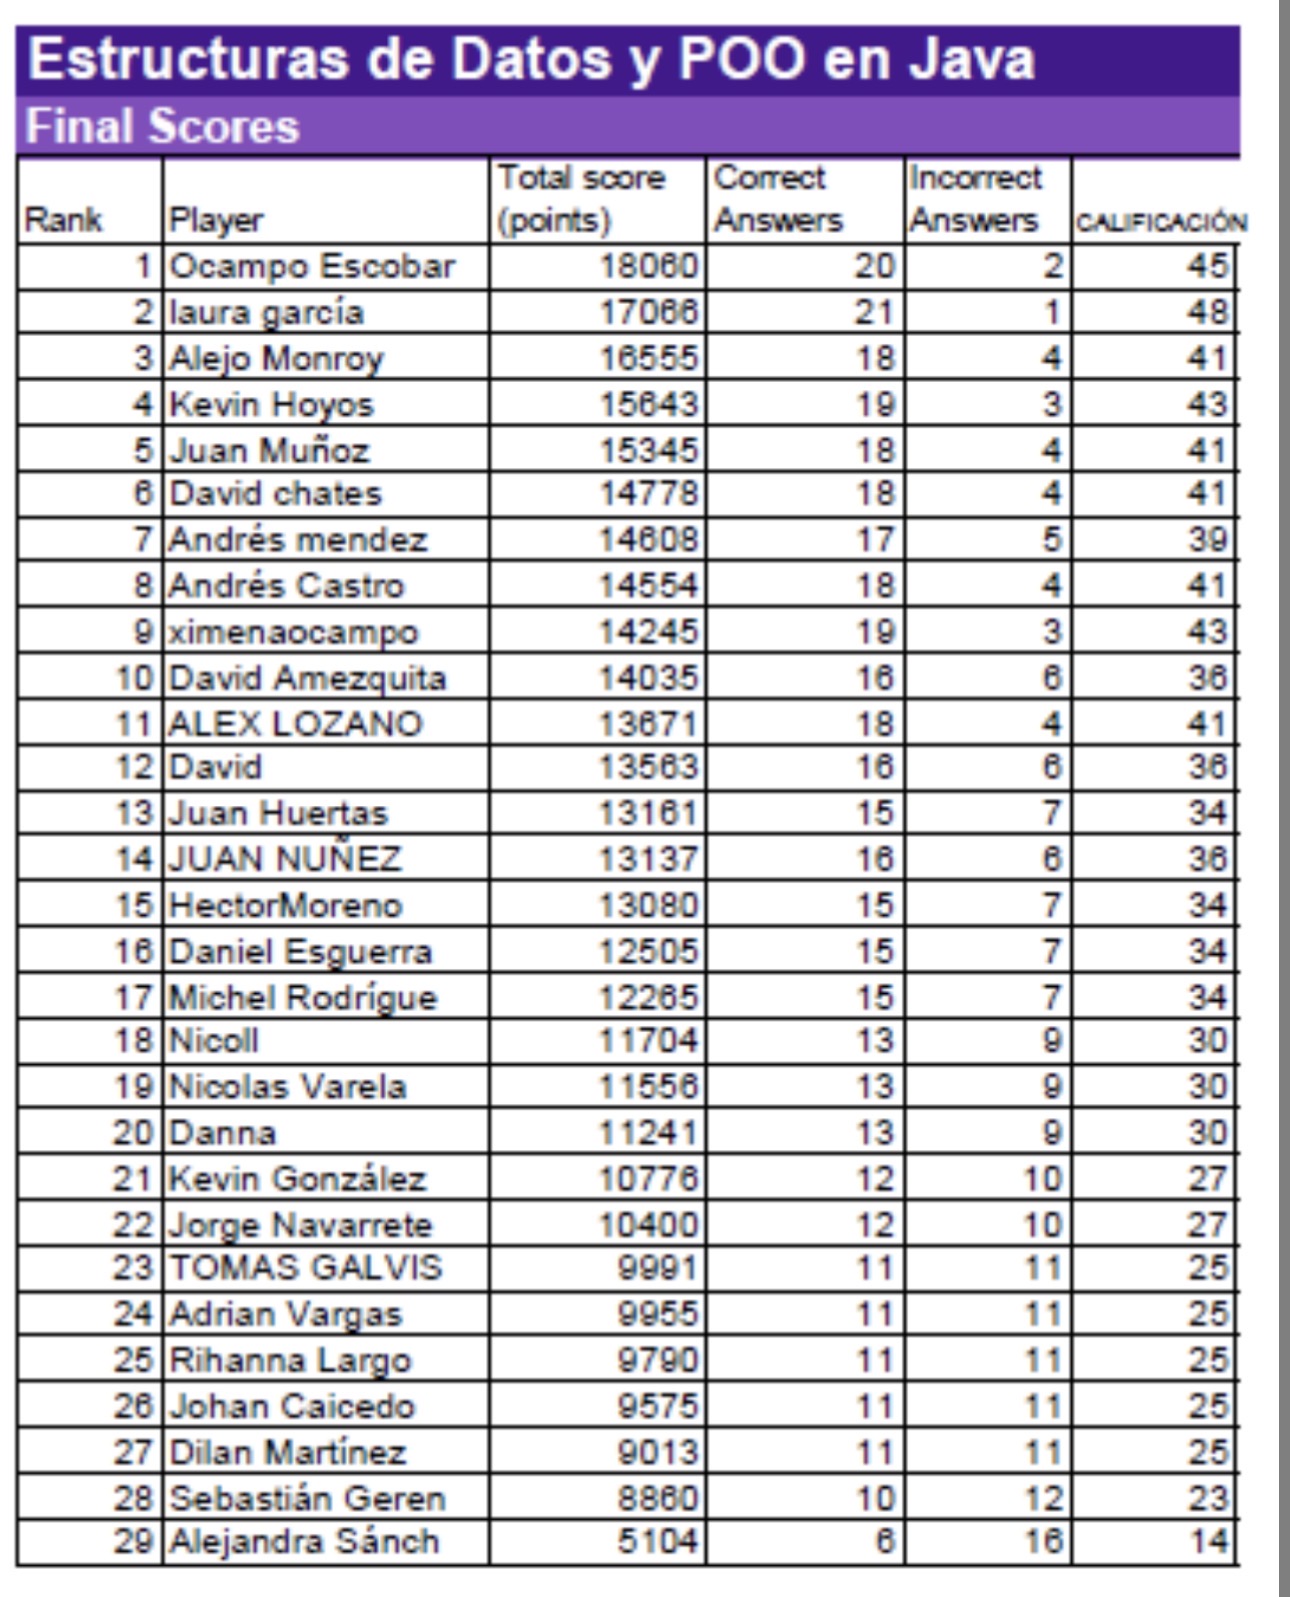 Estructuras de Datos y POO en Java
Final Scores
Rank Player Total score (points) Correct Answers Incorrect Answers CALIFICACIÓN
1 Ocampo Escobar 18060 20 2 45
2 laura garcía 17066 21 1 48
3 Alejo Monroy 16555 18 4 41
4 Kevin Hoyos 15643 19 3 43
5 Juan Muñoz 15345 18 4 41
6 David chates 14778 18 4 41
7 Andrés mendez 14608 17 5 39
8 Andrés Castro 14554 18 4 41
9 ximenaocampo 14245 19 3 43
10 David Amezquita 14035 16 6 36
11 ALEX LOZANO 13671 18 4 41
12 David 13563 16 6 36
13 Juan Huertas 13161 15 7 34
14 JUAN NUÑEZ 13137 16 6 36
15 HectorMoreno 13080 15 7 34
16 Daniel Esguerra 12505 15 7 34
17 Michel Rodrígue 12265 15 7 34
18 Nicoll 11704 13 9 30
19 Nicolas Varela 11556 13 9 30
20 Danna 11241 13 9 30
21 Kevin González 10776 12 10 27
22 Jorge Navarrete 10400 12 10 27
23 TOMAS GALVIS 9991 11 11 25
24 Adrian Vargas 9955 11 11 25
25 Rihanna Largo 9790 11 11 25
26 Johan Caicedo 9575 11 11 25
27 Dilan Martínez 9013 11 11 25
28 Sebastián Geren 8860 10 12 23
29 Alejandra Sánch 5104 6 16 14